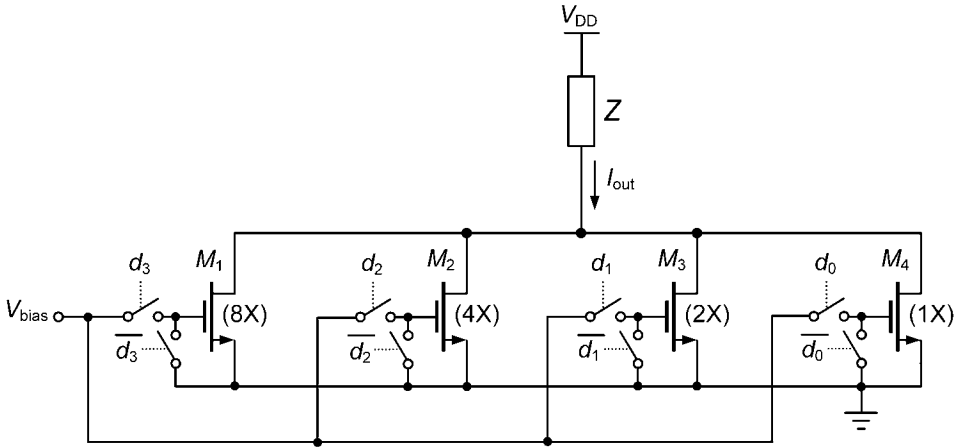 V_DD
Z
I_out
d_3 M_1 d_2 M_2 d_1 M_3 d_0 M_4
V_bias (8X) (4X) (2X) (1X)
d̅_3 d̅_2 d̅_1 d̅_0